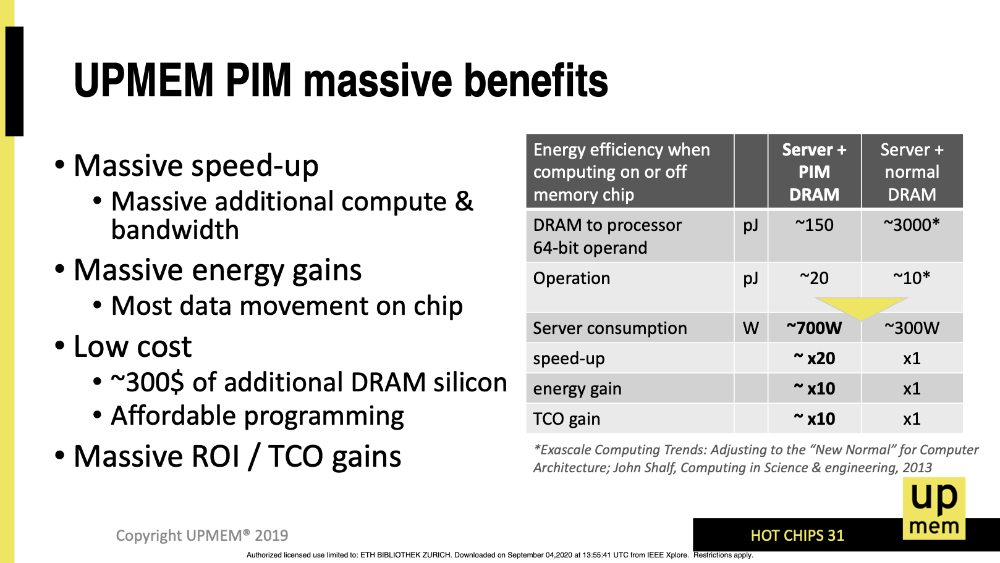 UPMEM PIM massive benefits
• Massive speed-up
• Massive additional compute &
bandwidth
• Massive energy gains
• Most data movement on chip
• Low cost
• ~300$ of additional DRAM silicon
• Affordable programming
• Massive ROI / TCO gains
Energy efficiency when computing on or off memory chip Server + PIM DRAM Server + normal DRAM
DRAM to processor 64-bit operand pJ ~150 ~3000*
Operation pJ ~20 ~10*
Server consumption W ~700W ~300W
speed-up ~ x20 x1
energy gain ~ x10 x1
TCO gain ~ x10 x1
*Exascale Computing Trends: Adjusting to the “New Normal” for Computer
Architecture; John Shalf, Computing in Science & engineering, 2013
up
mem
Copyright UPMEM® 2019
HOT CHIPS 31
Authorized licensed use limited to: ETH BIBLIOTHEK ZURICH. Downloaded on September 04,2020 at 13:55:41 UTC from IEEE Xplore. Restrictions apply.